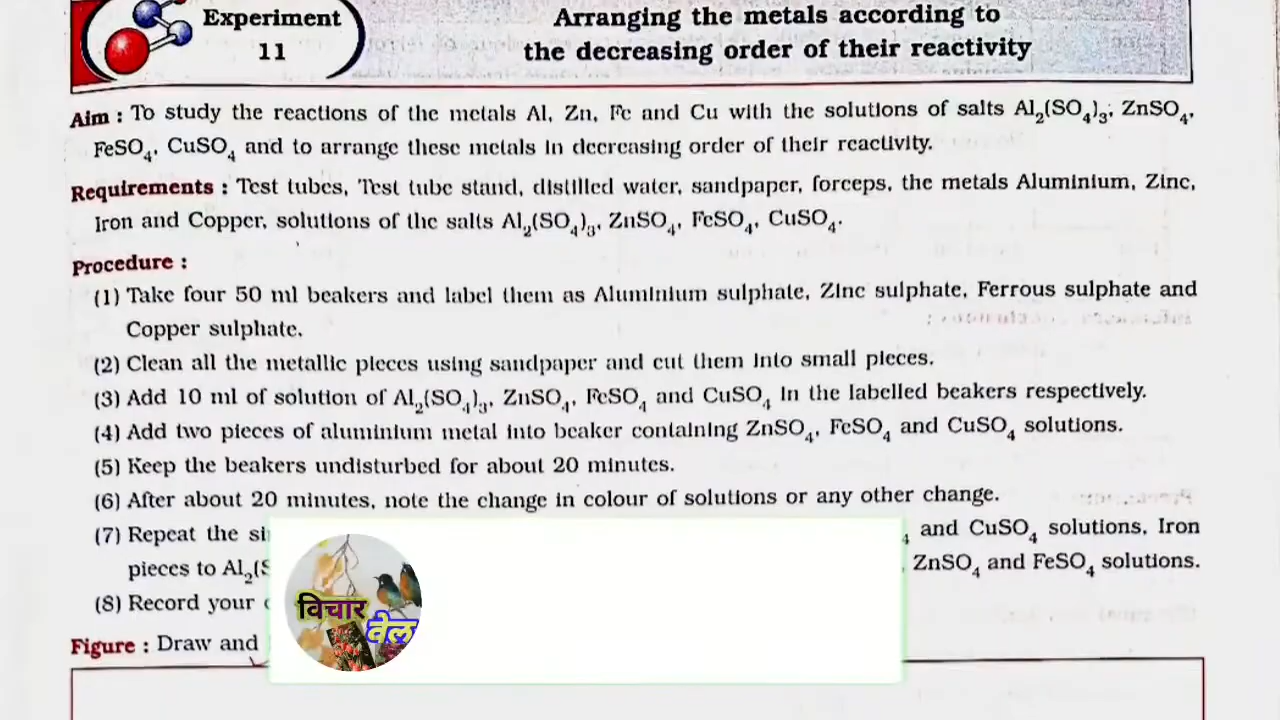 Experiment
11
Arranging the metals according to
the decreasing order of their reactivity
Aim : To study the reactions of the metals Al, Zn, Fe and Cu with the solutions of salts Al₂(SO₄)₃, ZnSO₄,
FeSO₄, CuSO₄ and to arrange these metals in decreasing order of their reactivity.
Requirements : Test tubes, Test tube stand, distilled water, sandpaper, forceps, the metals Aluminium, Zinc,
Iron and Copper, solutions of the salts Al₂(SO₄)₃, ZnSO₄, FeSO₄, CuSO₄.
Procedure :
(1) Take four 50 ml beakers and label them as Aluminium sulphate, Zinc sulphate, Ferrous sulphate and
Copper sulphate.
(2) Clean all the metallic pieces using sandpaper and cut them into small pieces.
(3) Add 10 ml of solution of Al₂(SO₄)₃, ZnSO₄, FeSO₄ and CuSO₄ in the labelled beakers respectively.
(4) Add two pieces of aluminium metal into beaker containing ZnSO₄, FeSO₄ and CuSO₄ solutions.
(5) Keep the beakers undisturbed for about 20 minutes.
(6) After about 20 minutes, note the change in colour of solutions or any other change.
(7) Repeat the and CuSO₄ solutions, Iron
pieces to ZnSO₄ and FeSO₄ solutions.
(8) Record your
Figure : Draw and
विचार
वेल